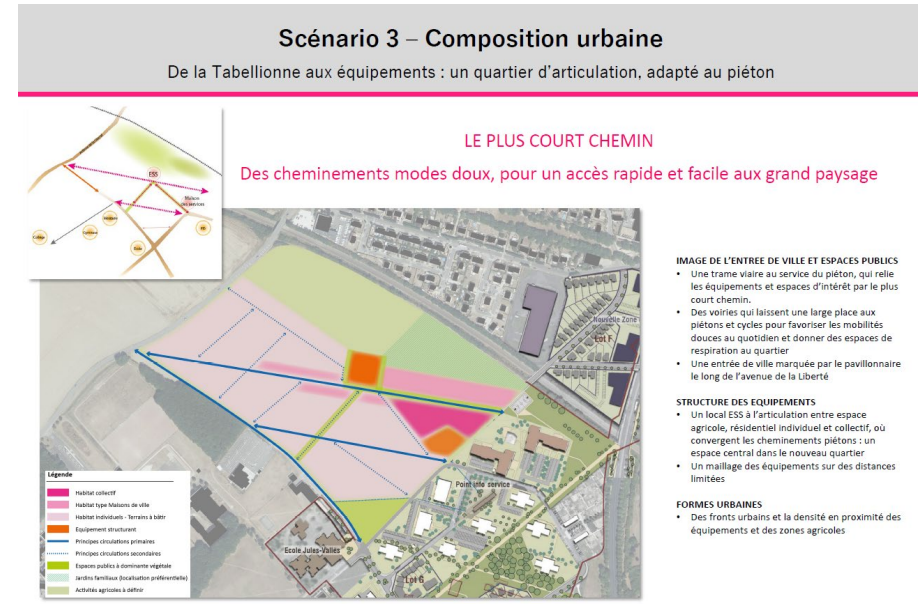 Scénario 3 – Composition urbaine
De la Tabellionne aux équipements : un quartier d'articulation, adapté au piéton
LE PLUS COURT CHEMIN
Des cheminements modes doux, pour un accès rapide et facile aux grand paysage
ESS
Maison
des services
Collège
IMAGE DE L'ENTREE DE VILLE ET ESPACES PUBLICS
• Une trame viaire au service du piéton, qui relie
les équipements et espaces d'intérêt par le plus
court chemin.
• Des voiries qui laissent une large place aux
piétons et cycles pour favoriser les mobilités
douces au quotidien et donner des espaces de
respiration au quartier
• Une entrée de ville marquée par le pavillonnaire
le long de l'avenue de la Liberté
STRUCTURE DES EQUIPEMENTS
• Un local ESS à l'articulation entre espace
agricole, résidentiel individuel et collectif, où
convergent les cheminements piétons : un
espace central dans le nouveau quartier
• Un maillage des équipements sur des distances
limitées
FORMES URBAINES
• Des fronts urbains et la densité en proximité des
équipements et des zones agricoles
Nouvelle Zone
Lot F
Point info service
Ecole Jules-Vallès
Lot G
Légende
Habitat collectif
Habitat type Maisons de ville
Habitat individuels - Terrains à bâtir
Equipement structurant
Principes circulations primaires
Principes circulations secondaires
Espaces publics à dominante végétale
Jardins familiaux (localisation préférentielle)
Activités agricoles à définir